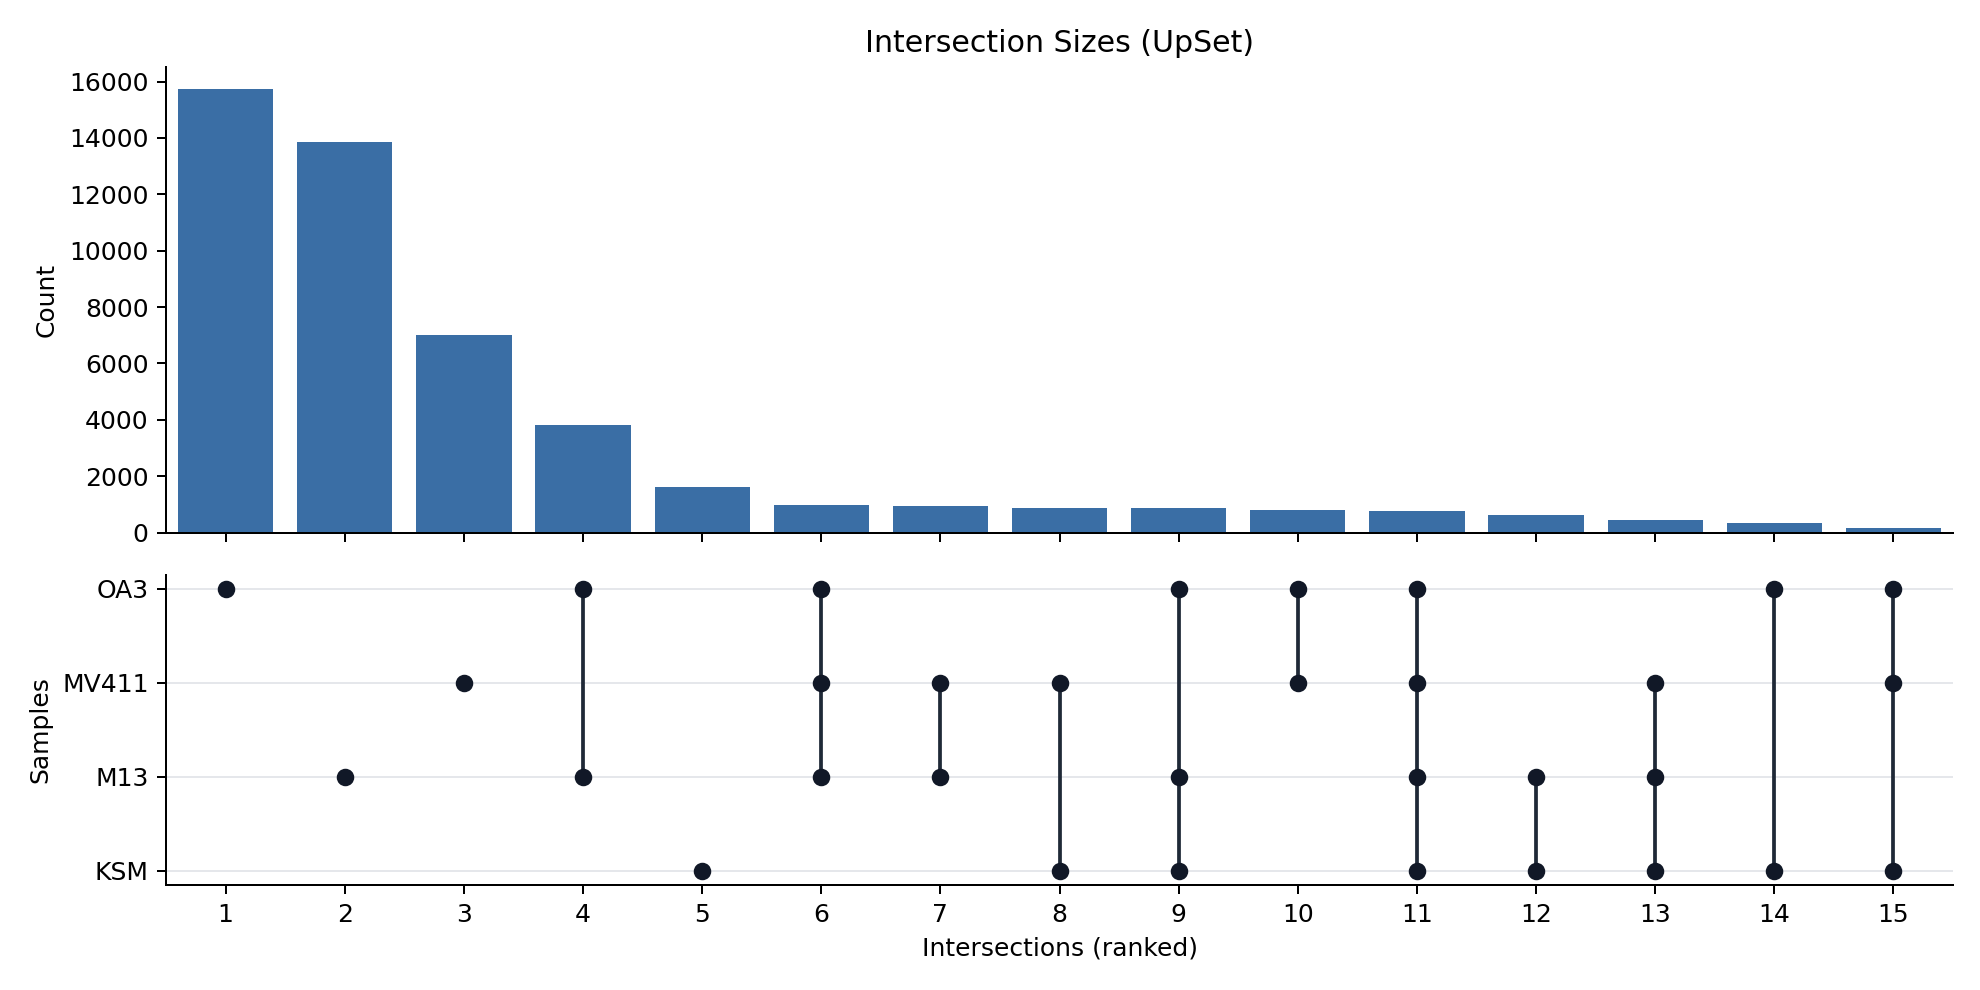 Intersection Sizes (UpSet)
16000
14000
12000
10000
8000
6000
4000
2000
0
Count
OA3
MV411
M13
KSM
Samples
1 2 3 4 5 6 7 8 9 10 11 12 13 14 15
Intersections (ranked)